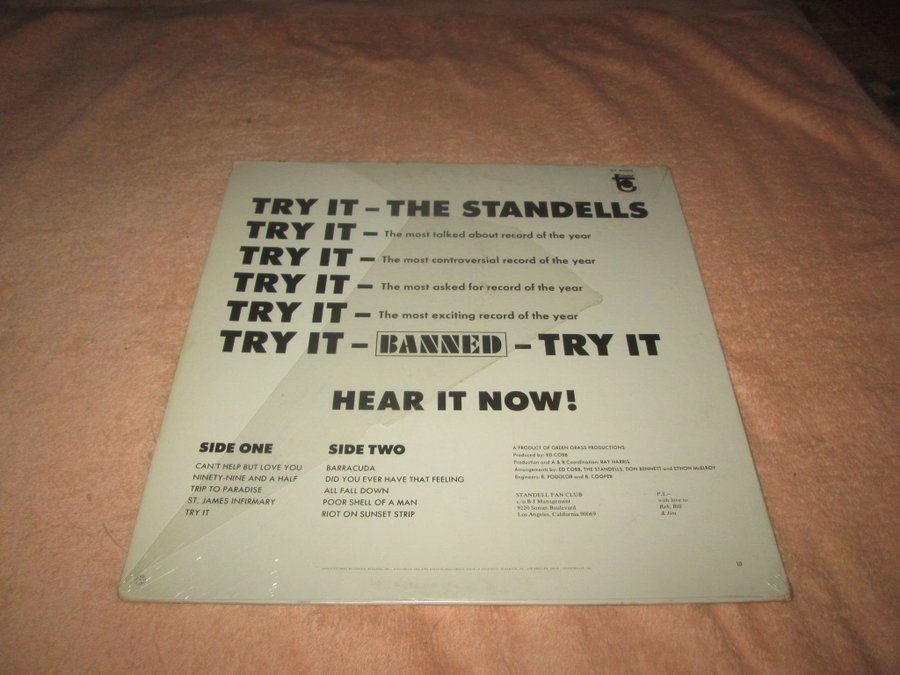 TRY IT – THE STANDELLS
TRY IT – The most talked about record of the year
TRY IT – The most controversial record of the year
TRY IT – The most asked for record of the year
TRY IT – The most exciting record of the year
TRY IT – BANNED – TRY IT
HEAR IT NOW!
SIDE ONE
CAN'T HELP BUT LOVE YOU
NINETY-NINE AND A HALF
TRIP TO PARADISE
ST. JAMES INFIRMARY
TRY IT
SIDE TWO
BARRACUDA
DID YOU EVER HAVE THAT FEELING
ALL FALL DOWN
POOR SHELL OF A MAN
RIOT ON SUNSET STRIP
A PRODUCT OF GREEN GRASS PRODUCTIONS
Produced by: ED COBB
Production and A & R Coordination: RAY HARRIS
Arrangements by: ED COBB, THE STANDELLS, DON BENNETT and ETHON McELROY
Engineers: R. PODOLOR and B. COOPER
STANDELL FAN CLUB
c/o B-J Management
9220 Sunset Boulevard
Los Angeles, California 90069
P.S.—
with love to
Reb, Bill
& Jim